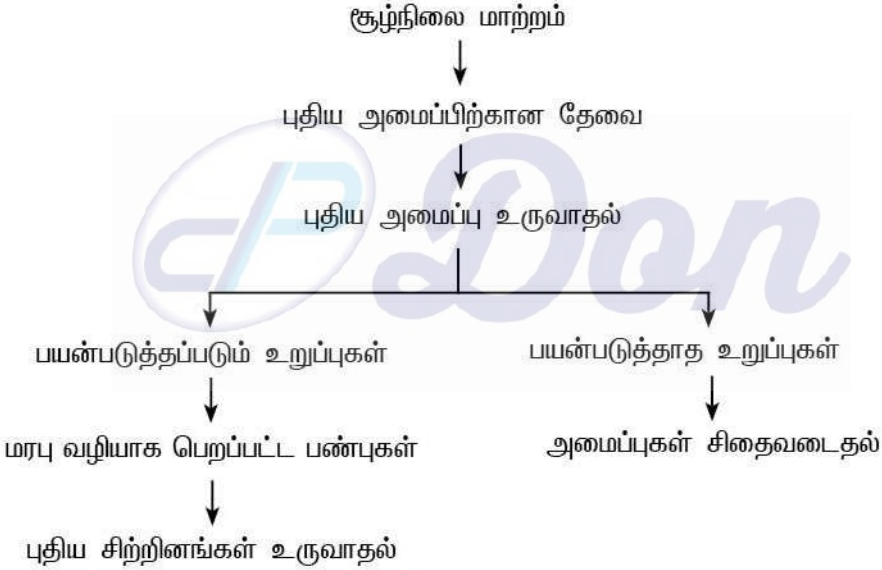 சூழ்நிலை மாற்றம்
புதிய அமைப்பிற்கான தேவை
புதிய அமைப்பு உருவாதல்
Don
பயன்படுத்தப்படும் உறுப்புகள்
பயன்படுத்தாத உறுப்புகள்
மரபு வழியாக பெறப்பட்ட பண்புகள்
அமைப்புகள் சிதைவடைதல்
புதிய சிற்றினங்கள் உருவாதல்